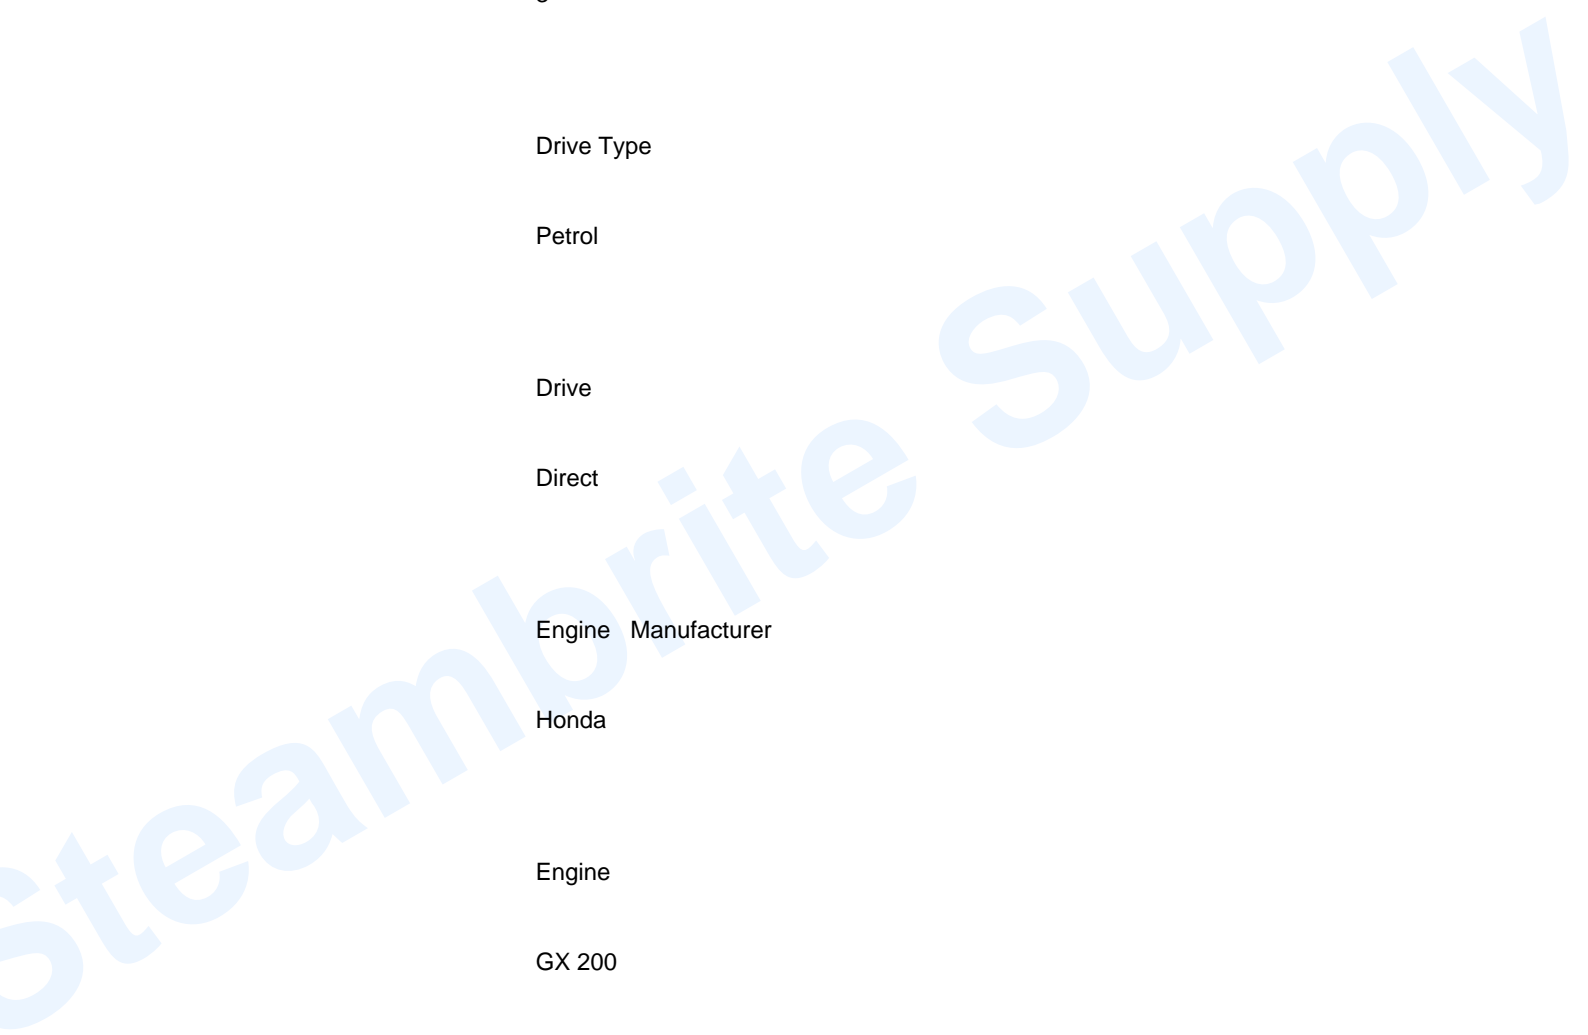 Drive Type
Petrol
Drive
Direct
Engine Manufacturer
Honda
Engine
GX 200
Steambrite Supply